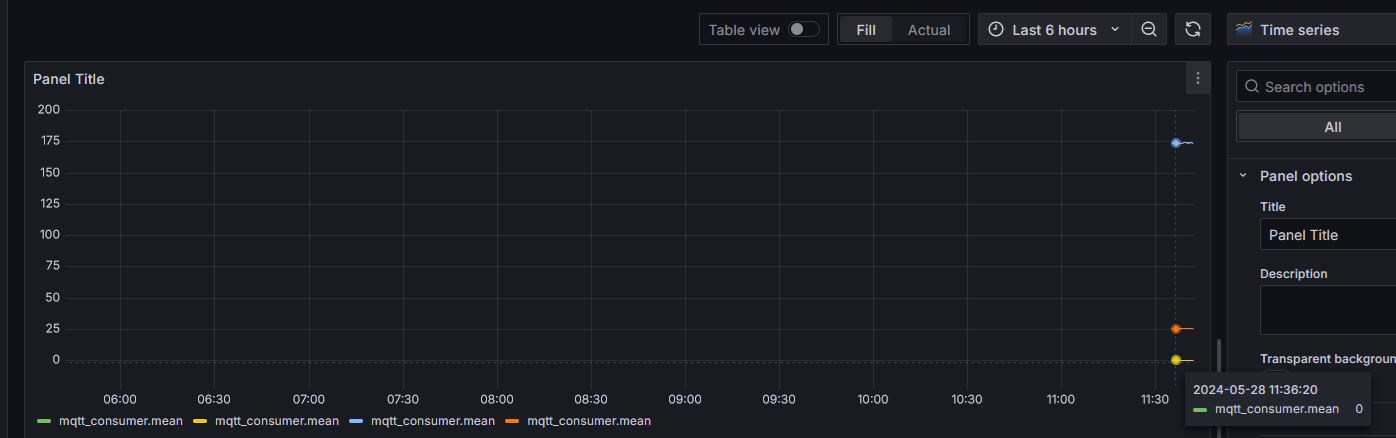 Table view Fill Actual Last 6 hours Time series
Panel Title
Search options
All
200
175
150
125
100
75
50
25
0
06:00 06:30 07:00 07:30 08:00 08:30 09:00 09:30 10:00 10:30 11:00 11:30
mqtt_consumer.mean mqtt_consumer.mean mqtt_consumer.mean mqtt_consumer.mean
2024-05-28 11:36:20
mqtt_consumer.mean 0
Panel options
Title
Panel Title
Description
Transparent backgroun